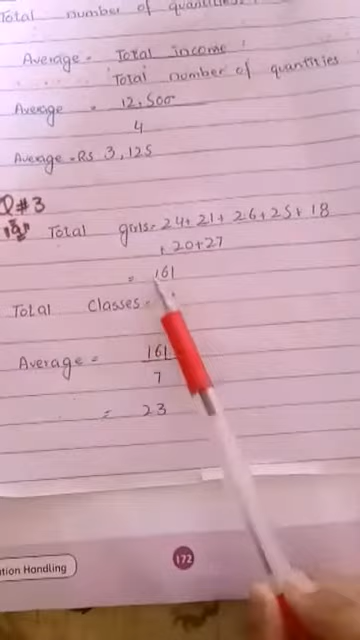 Total number of quantities.
Average = Total income
Total number of quantities
Average = 12,500
4
Average = Rs 3,125
Q#3
Total girls = 24+21+26+25+18
+20+27
= 161
Total Classes =
Average = 161
7
= 23
tion Handling
172